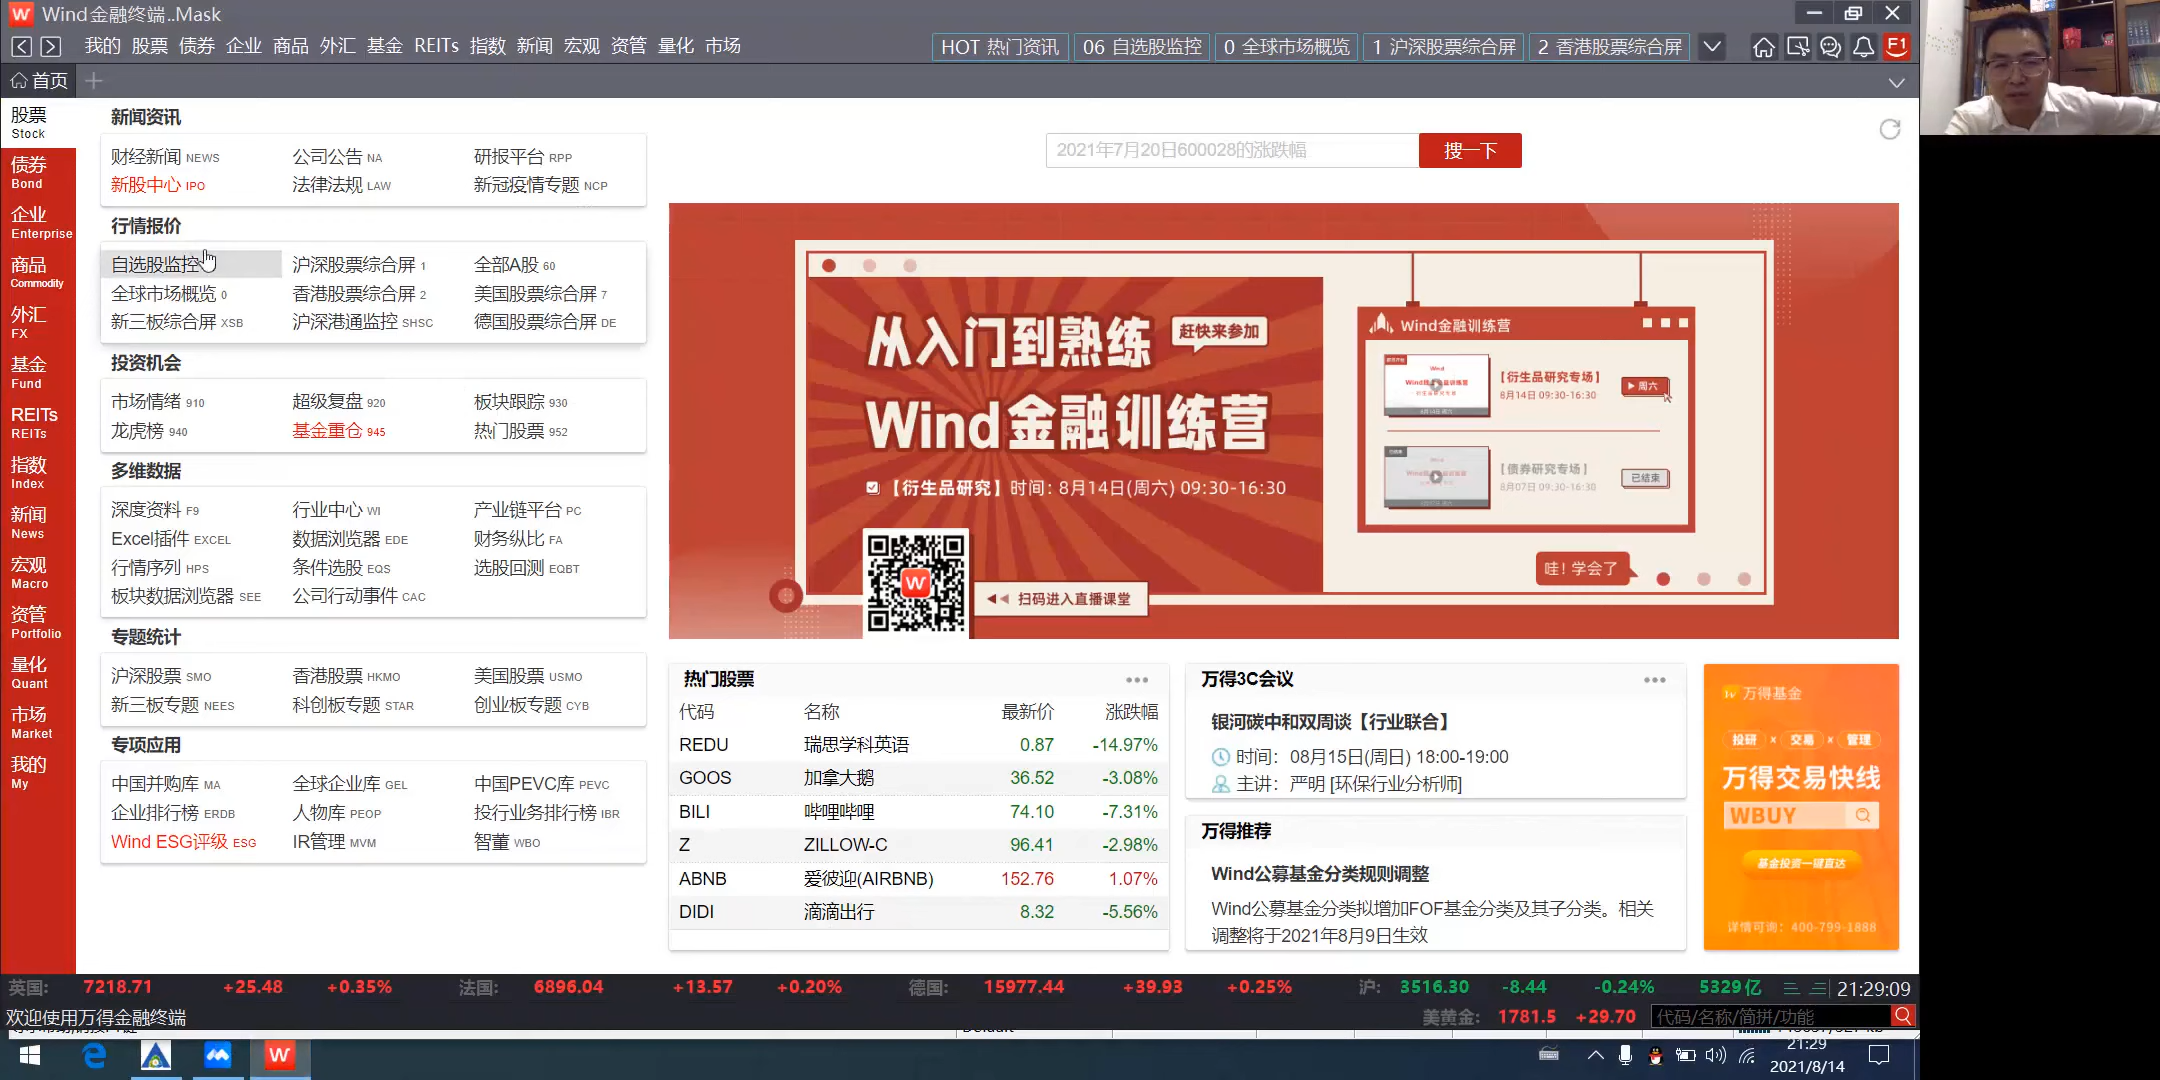 Wind金融终端..Mask
我的 股票 债券 企业 商品 外汇 基金 REITs 指数 新闻 宏观 资管 量化 市场
HOT 热门资讯 06 自选股监控 0 全球市场概览 1 沪深股票综合屏 2 香港股票综合屏 F1
首页
股票
Stock
债券
Bond
企业
Enterprise
商品
Commodity
外汇
FX
基金
Fund
REITs
REITs
指数
Index
新闻
News
宏观
Macro
资管
Portfolio
量化
Quant
市场
Market
我的
My
新闻资讯
财经新闻 NEWS 公司公告 NA 研报平台 RPP
新股中心 IPO 法律法规 LAW 新冠疫情专题 NCP
行情报价
自选股监控 沪深股票综合屏 1 全部A股 60
全球市场概览 0 香港股票综合屏 2 美国股票综合屏 7
新三板综合屏 XSB 沪深港通监控 SHSC 德国股票综合屏 DE
投资机会
市场情绪 910 超级复盘 920 板块跟踪 930
龙虎榜 940 基金重仓 945 热门股票 952
多维数据
深度资料 F9 行业中心 WI 产业链平台 PC
Excel插件 EXCEL 数据浏览器 EDE 财务纵比 FA
行情序列 HPS 条件选股 EQS 选股回测 EQBT
板块数据浏览器 SEE 公司行动事件 CAC
专题统计
沪深股票 SMO 香港股票 HKMO 美国股票 USMO
新三板专题 NEES 科创板专题 STAR 创业板专题 CYB
专项应用
中国并购库 MA 全球企业库 GEL 中国PEVC库 PEVC
企业排行榜 ERDB 人物库 PEOP 投行业务排行榜 IBR
Wind ESG评级 ESG IR管理 MVM 智董 WBO
2021年7月20日600028的涨跌幅 搜一下
从入门到熟练 赶快来参加
Wind金融训练营
【衍生品研究】时间：8月14日(周六) 09:30-16:30
扫码进入直播课堂
Wind金融训练营
【衍生品研究专场】
8月14日 09:30-16:30
周六
【债券研究专场】
8月07日 09:30-16:30
已结束
哇！学会了
热门股票
代码 名称 最新价 涨跌幅
REDU 瑞思学科英语 0.87 -14.97%
GOOS 加拿大鹅 36.52 -3.08%
BILI 哔哩哔哩 74.10 -7.31%
Z ZILLOW-C 96.41 -2.98%
ABNB 爱彼迎(AIRBNB) 152.76 1.07%
DIDI 滴滴出行 8.32 -5.56%
万得3C会议
银河碳中和双周谈【行业联合】
时间： 08月15日(周日) 18:00-19:00
主讲： 严明 [环保行业分析师]
万得推荐
Wind公募基金分类规则调整
Wind公募基金分类拟增加FOF基金分类及其子分类。相关
调整将于2021年8月9日生效
万得基金
投研 × 交易 × 管理
万得交易快线
WBUY
基金投资一键直达
详情可询：400-799-1888
英国: 7218.71 +25.48 +0.35% 法国: 6896.04 +13.57 +0.20% 德国: 15977.44 +39.93 +0.25% 沪: 3516.30 -8.44 -0.24% 5329亿 21:29:09
欢迎使用万得金融终端 美黄金: 1781.5 +29.70 代码/名称/简拼/功能
21:29
2021/8/14